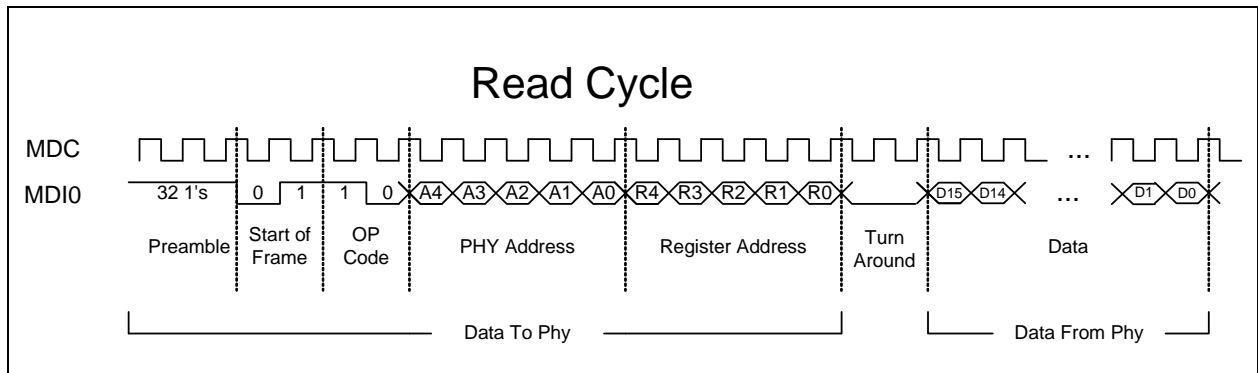 Read Cycle
MDC
...
MDI0
32 1's 0 1 1 0 A4 A3 A2 A1 A0 R4 R3 R2 R1 R0 D15 D14 ... D1 D0
Preamble
Start of
Frame
OP
Code
PHY Address
Register Address
Turn
Around
Data
Data To Phy
Data From Phy